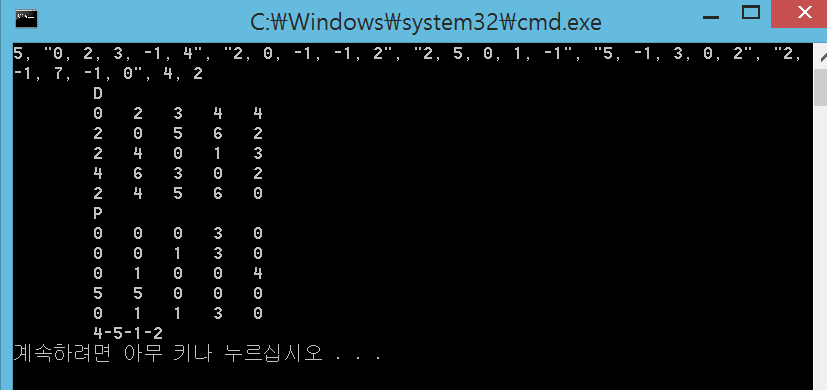 C:₩Windows₩system32₩cmd.exe
5, "0, 2, 3, -1, 4", "2, 0, -1, -1, 2", "2, 5, 0, 1, -1", "5, -1, 3, 0, 2", "2,
-1, 7, -1, 0", 4, 2
D
0 2 3 4 4
2 0 5 6 2
2 4 0 1 3
4 6 3 0 2
2 4 5 6 0
P
0 0 0 3 0
0 0 1 3 0
0 1 0 0 4
5 5 0 0 0
0 1 1 3 0
4-5-1-2
계속하려면 아무 키나 누르십시오 . . .